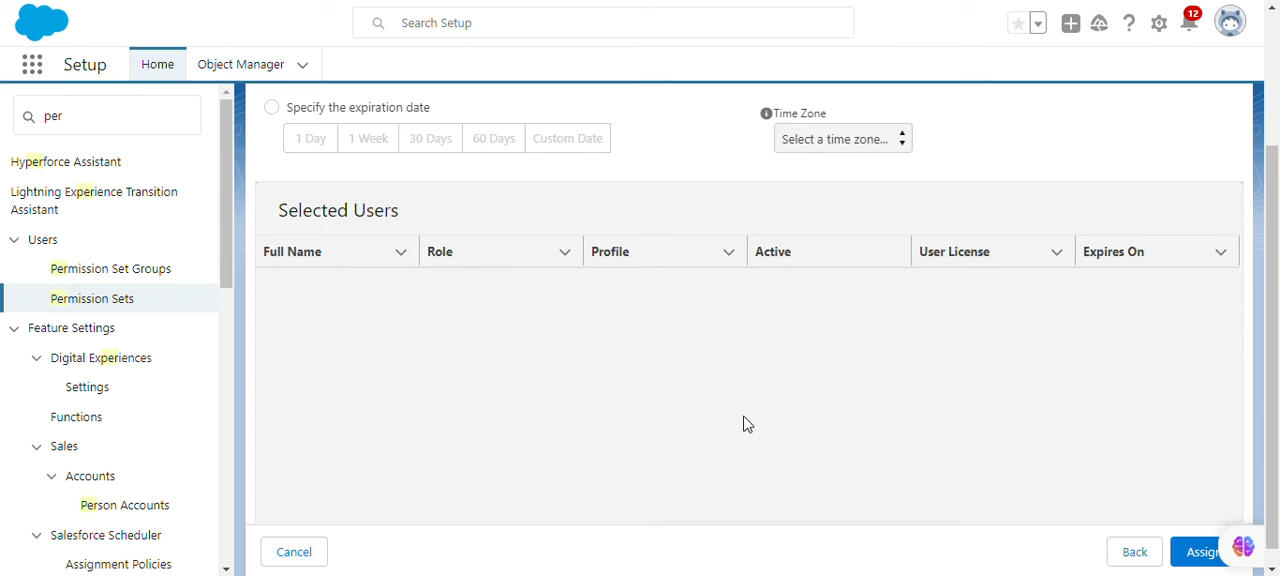 Search Setup
12
Setup
Home
Object Manager
per
Hyperforce Assistant
Lightning Experience Transition
Assistant
Users
Permission Set Groups
Permission Sets
Feature Settings
Digital Experiences
Settings
Functions
Sales
Accounts
Person Accounts
Salesforce Scheduler
Assignment Policies
Specify the expiration date
1 Day
1 Week
30 Days
60 Days
Custom Date
Time Zone
Select a time zone...
Selected Users
Full Name
Role
Profile
Active
User License
Expires On
Cancel
Back